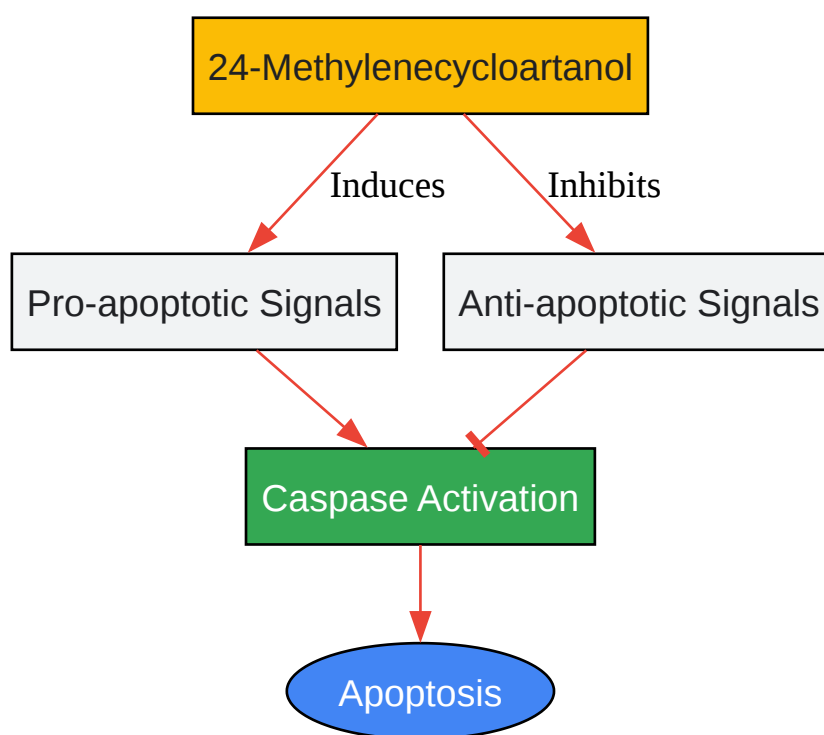 24-Methylenecycloartanol
Induces
Inhibits
Pro-apoptotic Signals
Anti-apoptotic Signals
Caspase Activation
Apoptosis